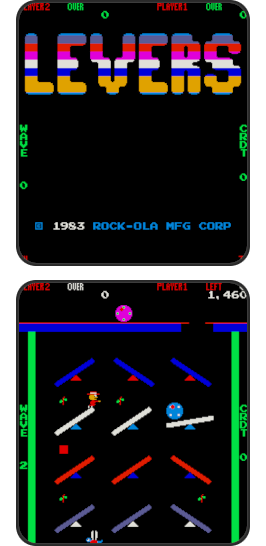 PLAYER2 OVER PLAYER1 OVER
0 0
LEVERS
WAVE CRDT
0 0
© 1983 ROCK-OLA MFG CORP
PLAYER2 OVER PLAYER1 LEFT
0 1,460
WAVE CRDT
2 0